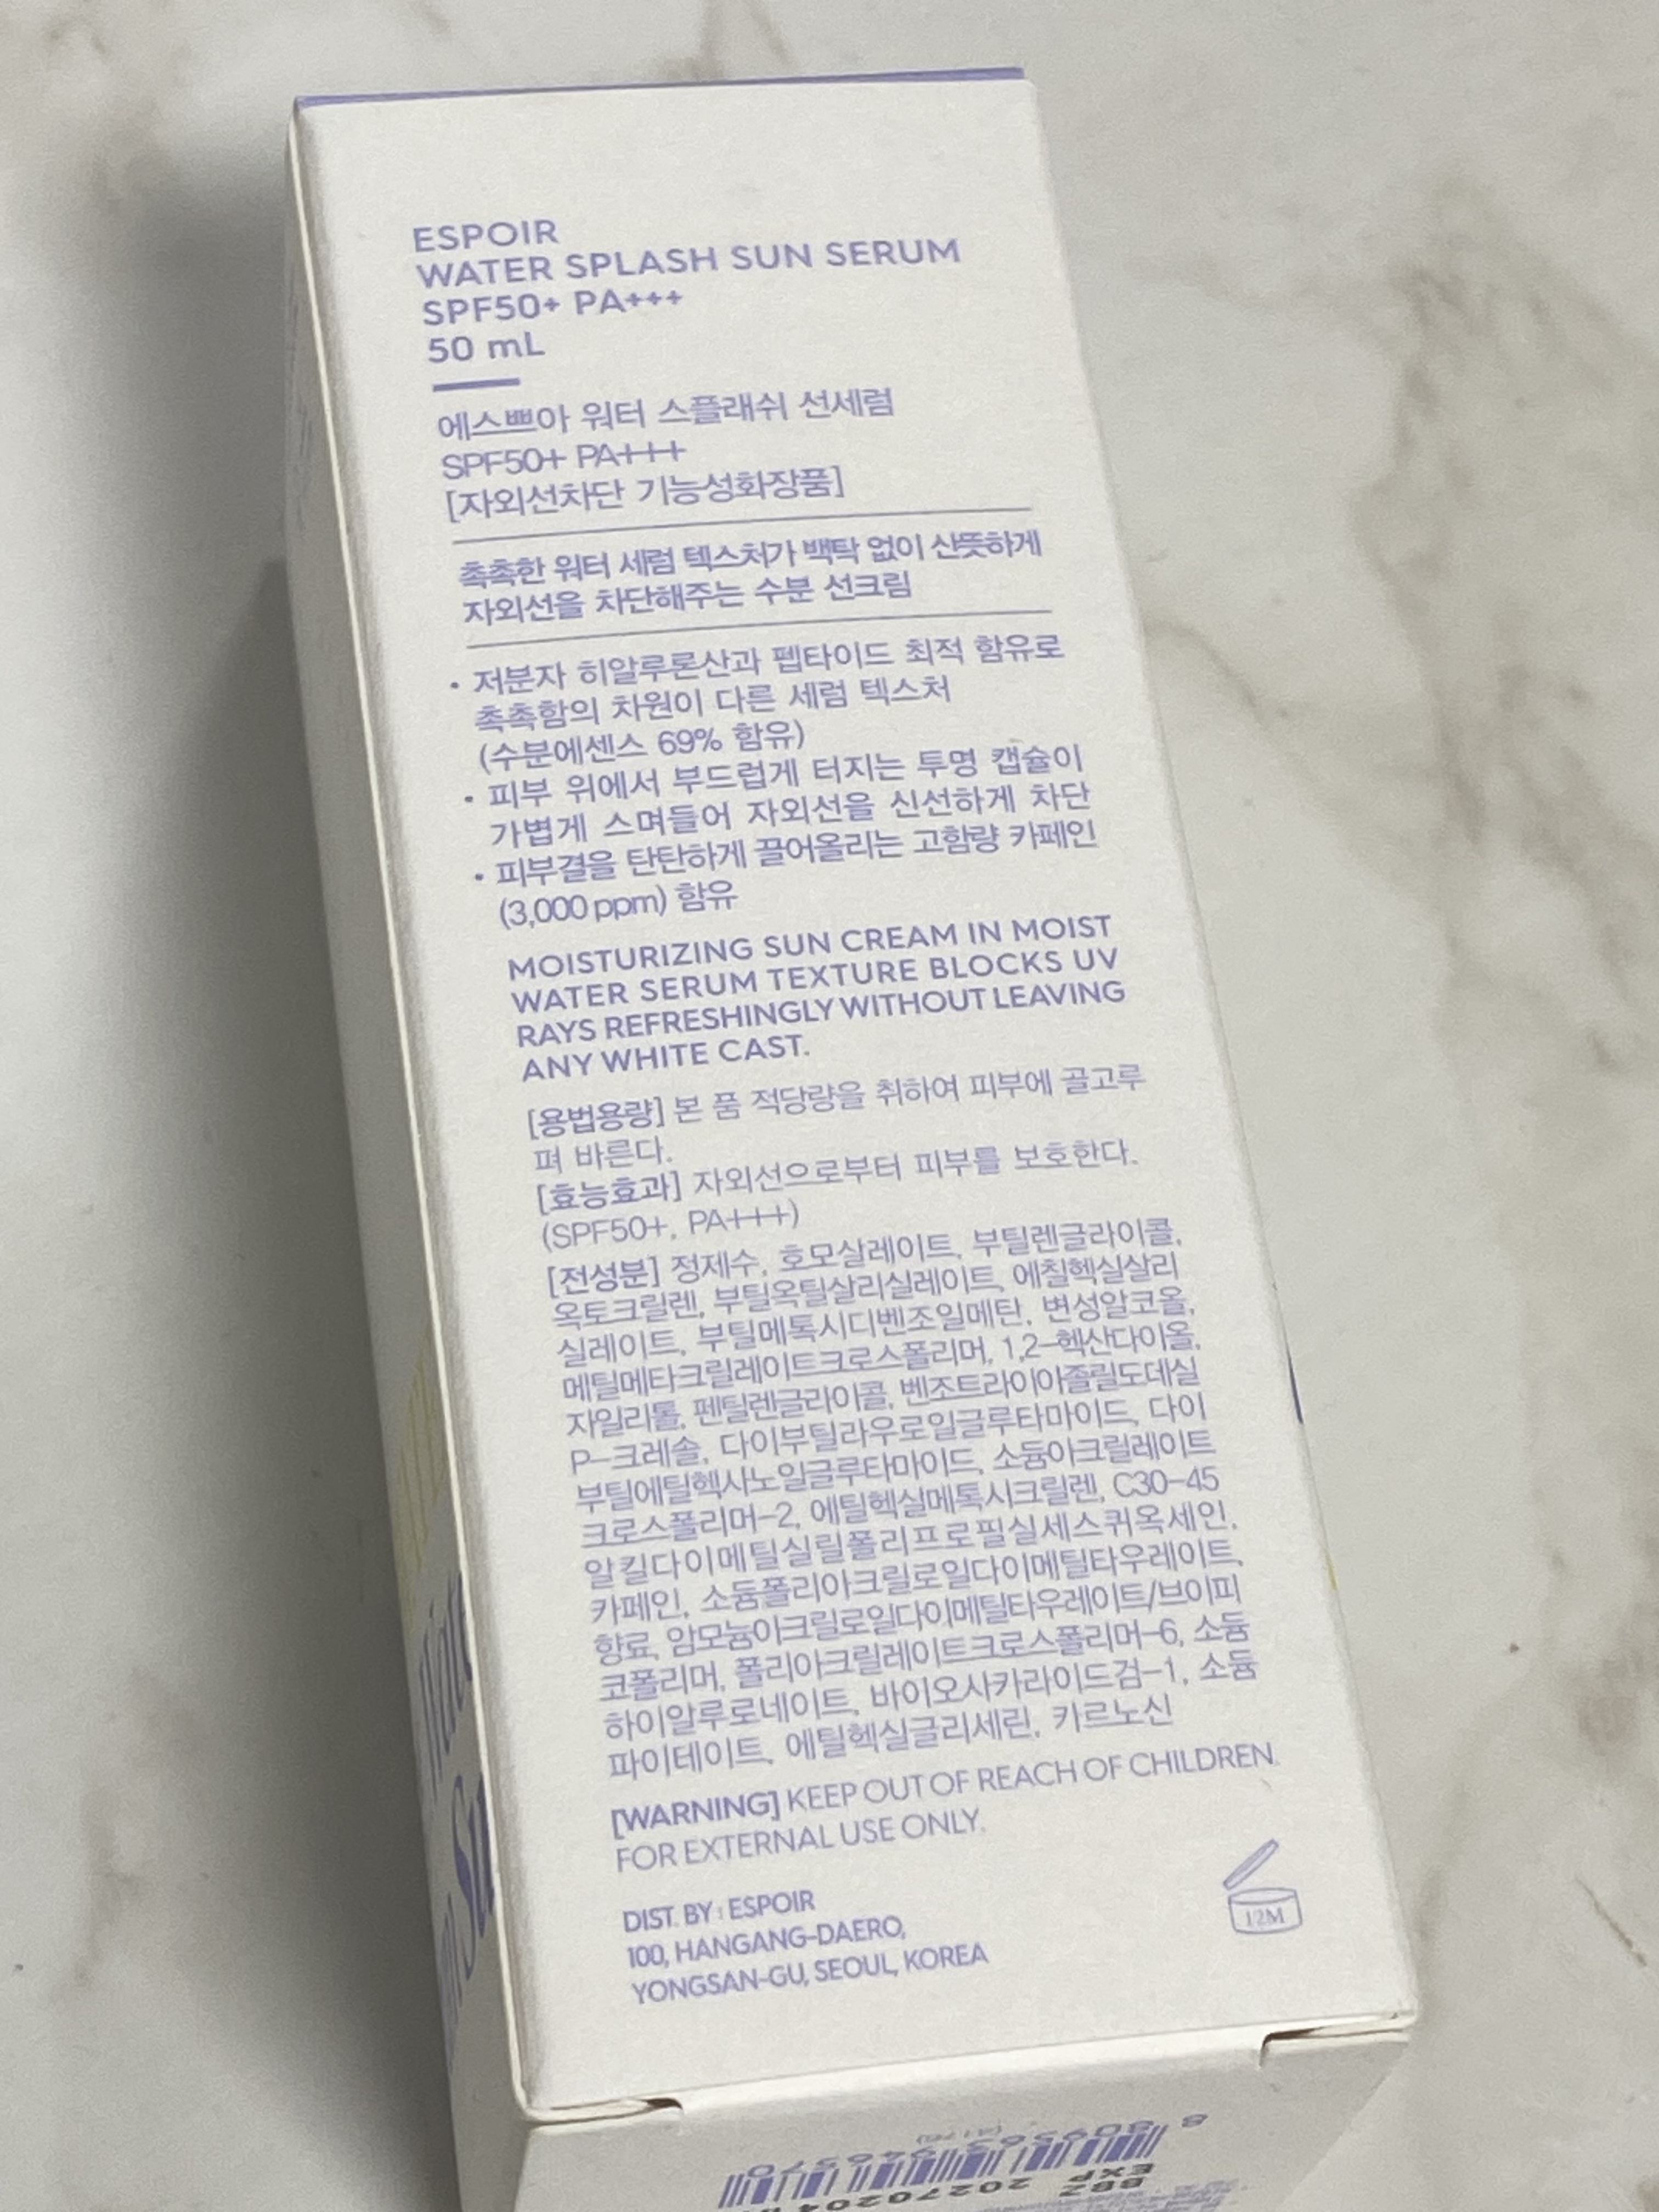 ESPOIR
WATER SPLASH SUN SERUM
SPF50+ PA+++
50 mL
에스쁘아 워터 스플래쉬 선세럼
SPF50+ PA+++
[자외선차단 기능성화장품]
촉촉한 워터 세럼 텍스처가 백탁 없이 산뜻하게
자외선을 차단해주는 수분 선크림
• 저분자 히알루론산과 펩타이드 최적 함유로
촉촉함의 차원이 다른 세럼 텍스처
(수분에센스 69% 함유)
• 피부 위에서 부드럽게 터지는 투명 캡슐이
가볍게 스며들어 자외선을 신선하게 차단
• 피부결을 탄탄하게 끌어올리는 고함량 카페인
(3,000 ppm) 함유
MOISTURIZING SUN CREAM IN MOIST
WATER SERUM TEXTURE BLOCKS UV
RAYS REFRESHINGLY WITHOUT LEAVING
ANY WHITE CAST.
[용법용량] 본 품 적당량을 취하여 피부에 골고루
펴 바른다.
[효능효과] 자외선으로부터 피부를 보호한다.
(SPF50+, PA+++)
[전성분] 정제수, 호모살레이트, 부틸렌글라이콜,
옥토크릴렌, 부틸옥틸살리실레이트, 에칠헥실살리
실레이트, 부틸메톡시디벤조일메탄, 변성알코올,
메틸메타크릴레이트크로스폴리머, 1,2-헥산다이올,
자일리톨, 펜틸렌글라이콜, 벤조트라이아졸릴도데실
P-크레솔, 다이부틸라우로일글루타마이드, 다이
부틸에틸헥사노일글루타마이드, 소듐아크릴레이트
크로스폴리머-2, 에틸헥실메톡시크릴렌, C30-45
알킬다이메틸실릴폴리프로필실세스퀴옥세인,
카페인, 소듐폴리아크릴로일다이메틸타우레이트,
향료, 암모늄아크릴로일다이메틸타우레이트/브이피
코폴리머, 폴리아크릴레이트크로스폴리머-6, 소듐
하이알루로네이트, 바이오사카라이드검-1, 소듐
파이테이트, 에틸헥실글리세린, 카르노신
[WARNING] KEEP OUT OF REACH OF CHILDREN.
FOR EXTERNAL USE ONLY.
DIST. BY : ESPOIR
100, HANGANG-DAERO,
YONGSAN-GU, SEOUL, KOREA
12M
EXP
BBZ 20270204